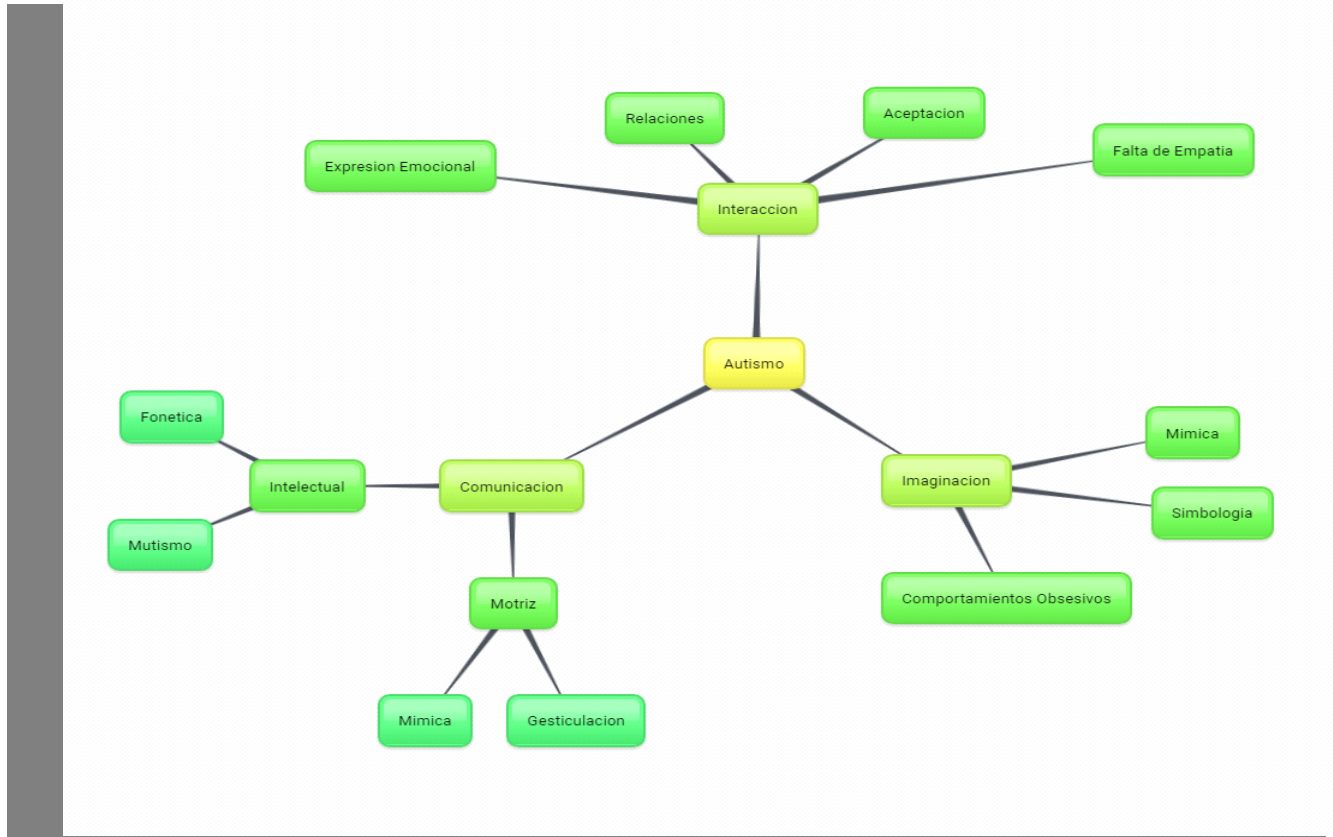 Relaciones
Aceptacion
Expresion Emocional
Falta de Empatia
Interaccion
Autismo
Fonetica
Intelectual
Comunicacion
Mutismo
Motriz
Mimica
Gesticulacion
Imaginacion
Mimica
Simbologia
Comportamientos Obsesivos